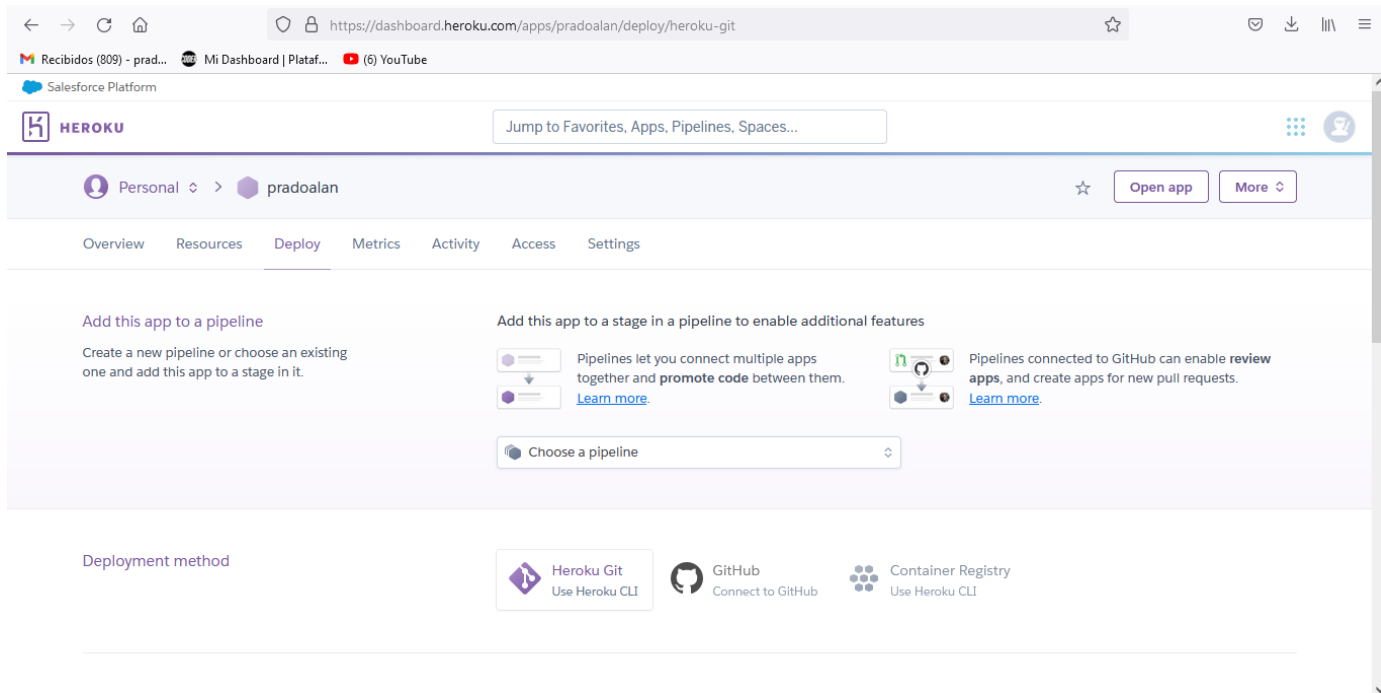 https://dashboard.heroku.com/apps/pradoalan/deploy/heroku-git
Recibidos (809) - prad... Mi Dashboard | Plataf... (6) YouTube
Salesforce Platform
HEROKU
Jump to Favorites, Apps, Pipelines, Spaces...
Personal > pradoalan
Open app
More
Overview Resources Deploy Metrics Activity Access Settings
Add this app to a pipeline
Create a new pipeline or choose an existing
one and add this app to a stage in it.
Add this app to a stage in a pipeline to enable additional features
Pipelines let you connect multiple apps
together and promote code between them.
Learn more.
Pipelines connected to GitHub can enable review
apps, and create apps for new pull requests.
Learn more.
Choose a pipeline
Deployment method
Heroku Git
Use Heroku CLI
GitHub
Connect to GitHub
Container Registry
Use Heroku CLI